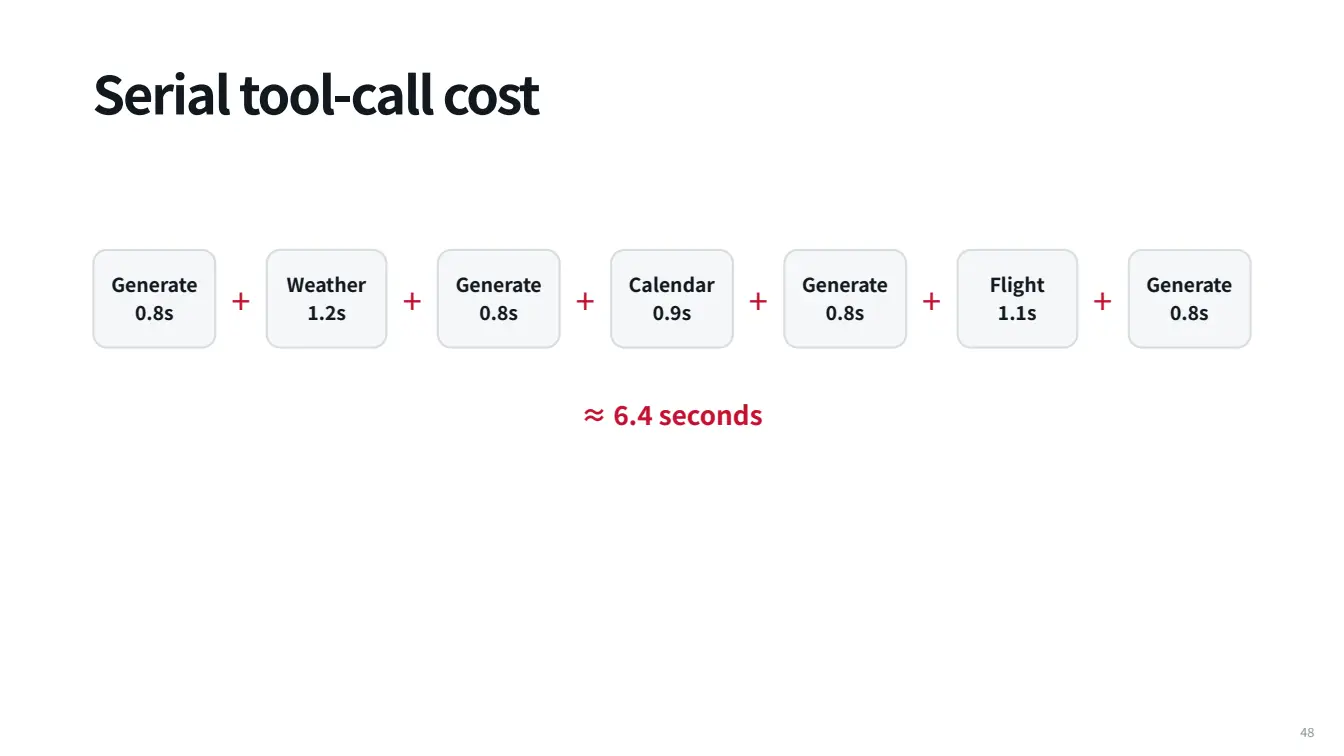 Serial tool-call cost
Generate
0.8s
+
Weather
1.2s
+
Generate
0.8s
+
Calendar
0.9s
+
Generate
0.8s
+
Flight
1.1s
+
Generate
0.8s
≈ 6.4 seconds
48